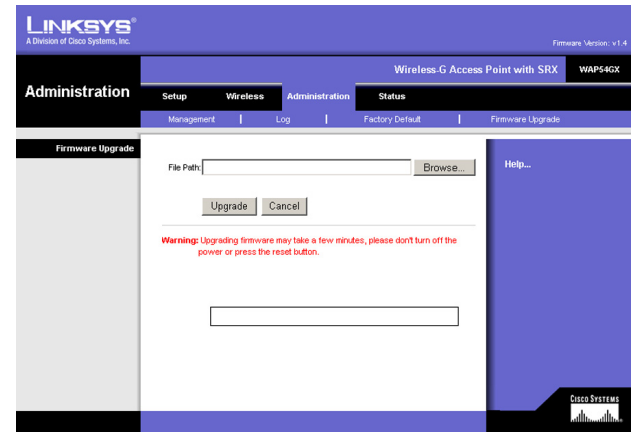 LINKSYS®
A Division of Cisco Systems, Inc.
Firmware Version: v1.4
Wireless-G Access Point with SRX WAP54GX
Administration
Setup Wireless Administration Status
Management | Log | Factory Default | Firmware Upgrade
Firmware Upgrade
File Path: Browse...
Help...
Upgrade Cancel
Warning: Upgrading firmware may take a few minutes, please don't turn off the
power or press the reset button.
CISCO SYSTEMS